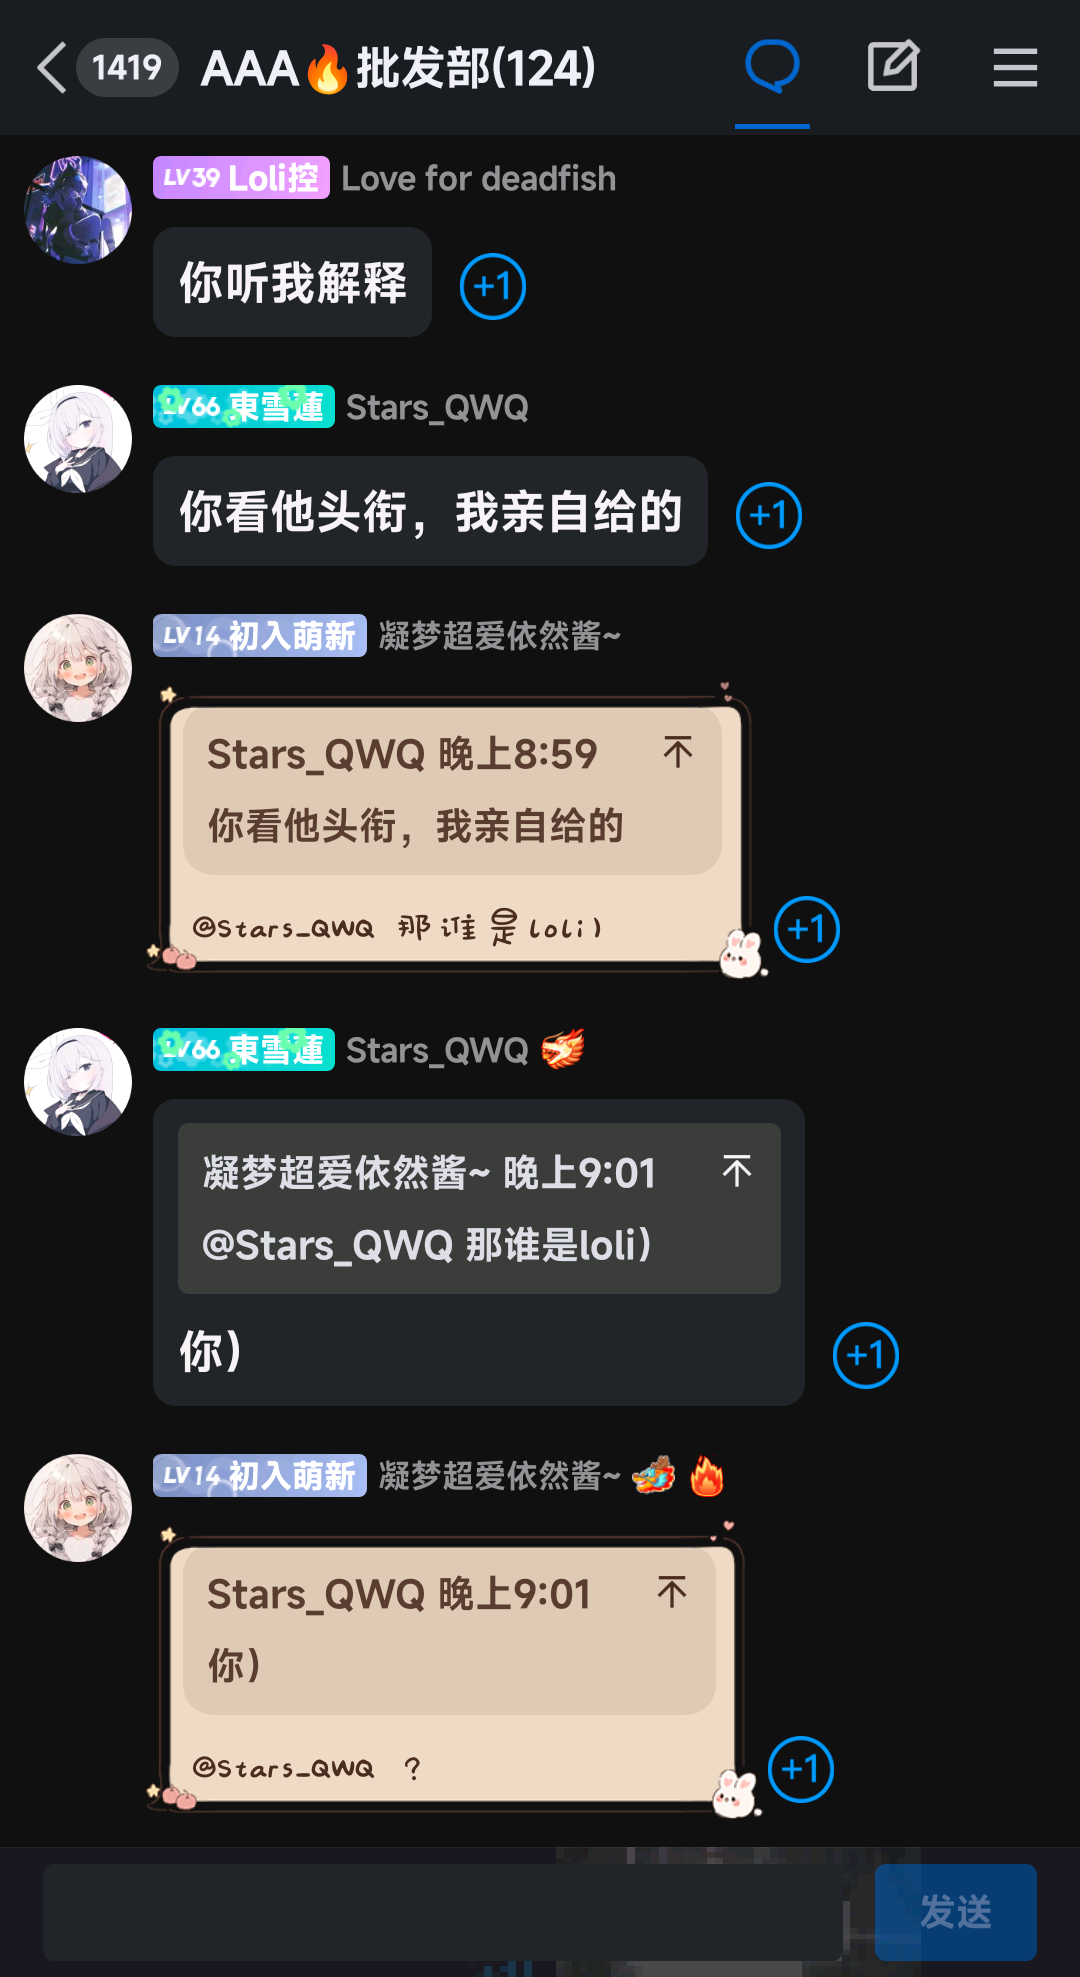 1419 AAA🔥批发部(124)
LV39 Loli控 Love for deadfish
你听我解释
+1
LV66 東雪蓮 Stars_QWQ
你看他头衔，我亲自给的
+1
LV14 初入萌新 凝梦超爱依然酱~
Stars_QWQ 晚上8:59
你看他头衔，我亲自给的
@Stars_QWQ 那谁是loli）
+1
LV66 東雪蓮 Stars_QWQ
凝梦超爱依然酱~ 晚上9:01
@Stars_QWQ 那谁是loli）
你）
+1
LV14 初入萌新 凝梦超爱依然酱~
Stars_QWQ 晚上9:01
你）
@Stars_QWQ ？
+1
发送